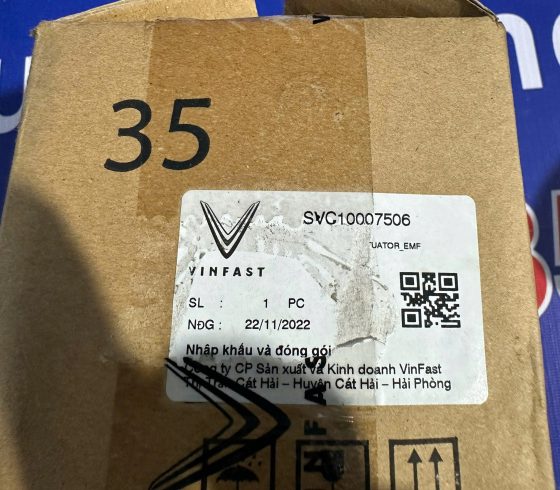 35
SVC10007506
UATOR_EMF
VINFAST
SL : 1 PC
NĐG : 22/11/2022
Nhập khẩu và đóng gói
Công ty CP Sản xuất và Kinh doanh VinFast
Thị Trấn Cát Hải – Huyện Cát Hải – Hải Phòng
NFAS